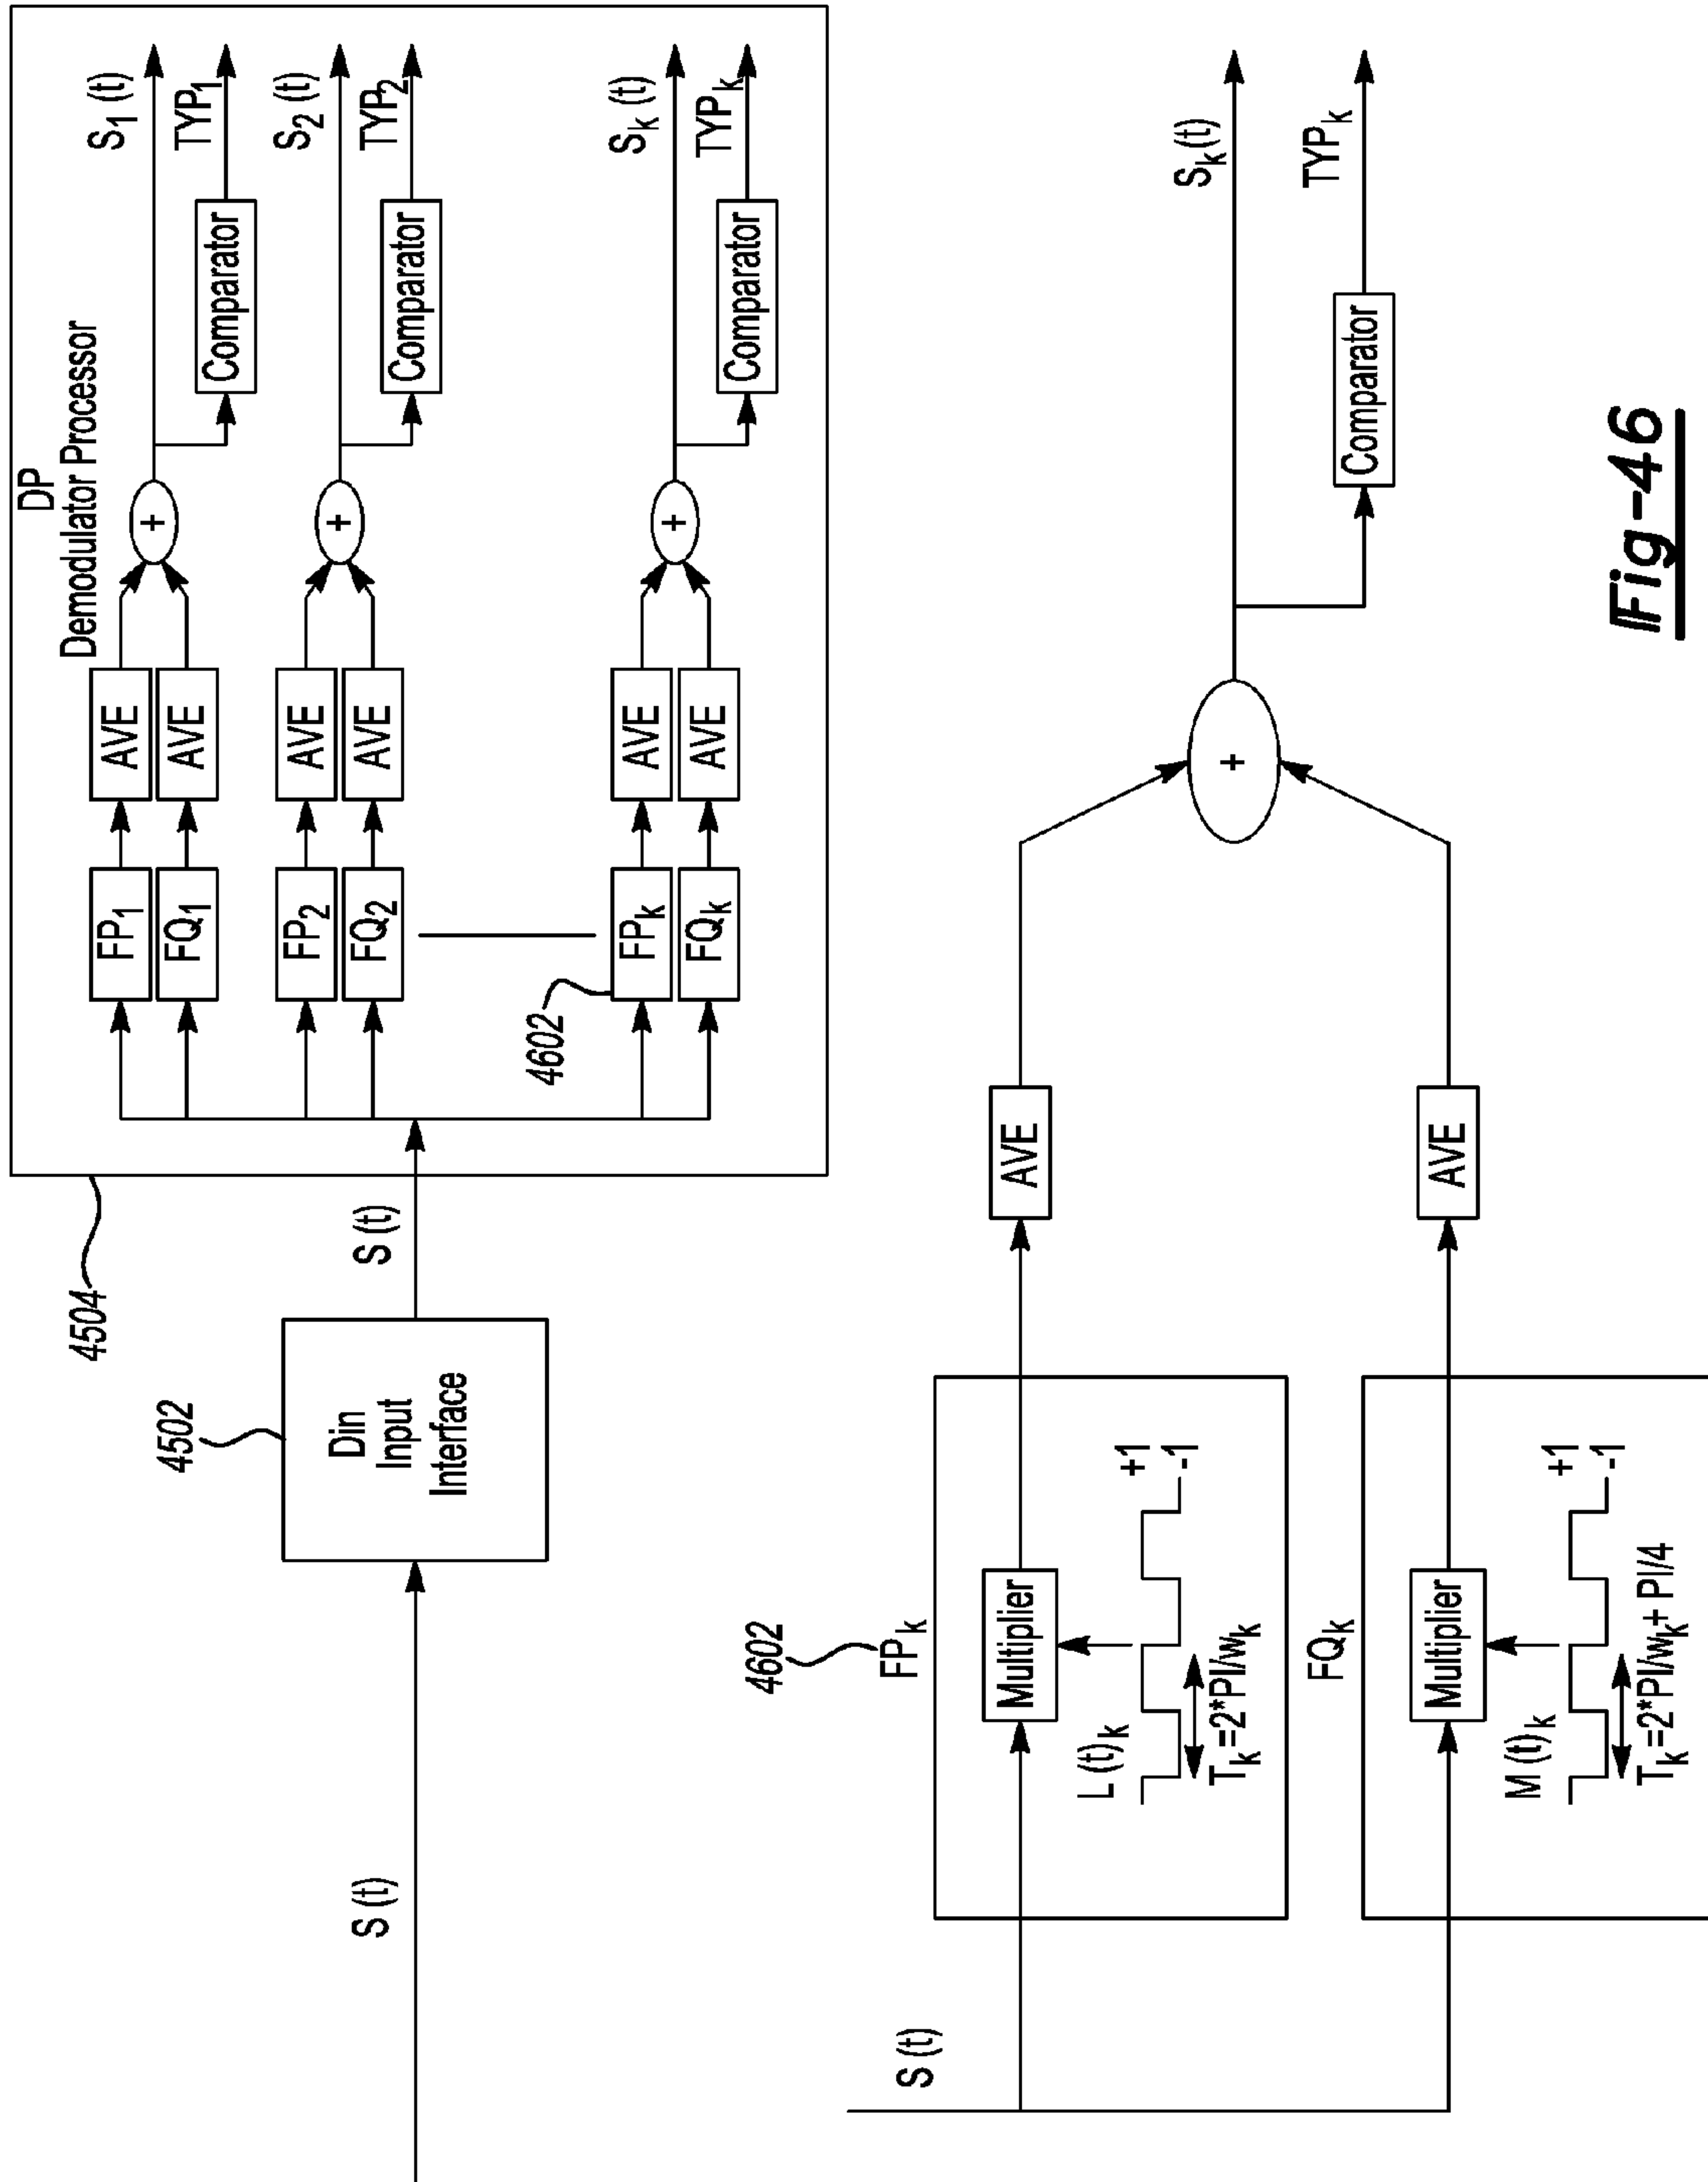 DP
Demodulator Processor
4504
S (t)
4502
Din
Input
Interface
S (t)
FP1
FQ1
AVE
AVE
+
S1 (t)
TYP1
Comparator
FP2
FQ2
AVE
AVE
+
S2 (t)
TYP2
Comparator
4602
FPk
FQk
AVE
AVE
+
Sk (t)
TYPk
Comparator
S (t)
4602
FPk
Multiplier
L (t)k
+1
-1
Tk=2*PI/wk
AVE
FQk
Multiplier
M (t)k
+1
-1
Tk=2*PI/wk+ PI/4
AVE
+
Sk(t)
TYPk
Comparator
Fig-46